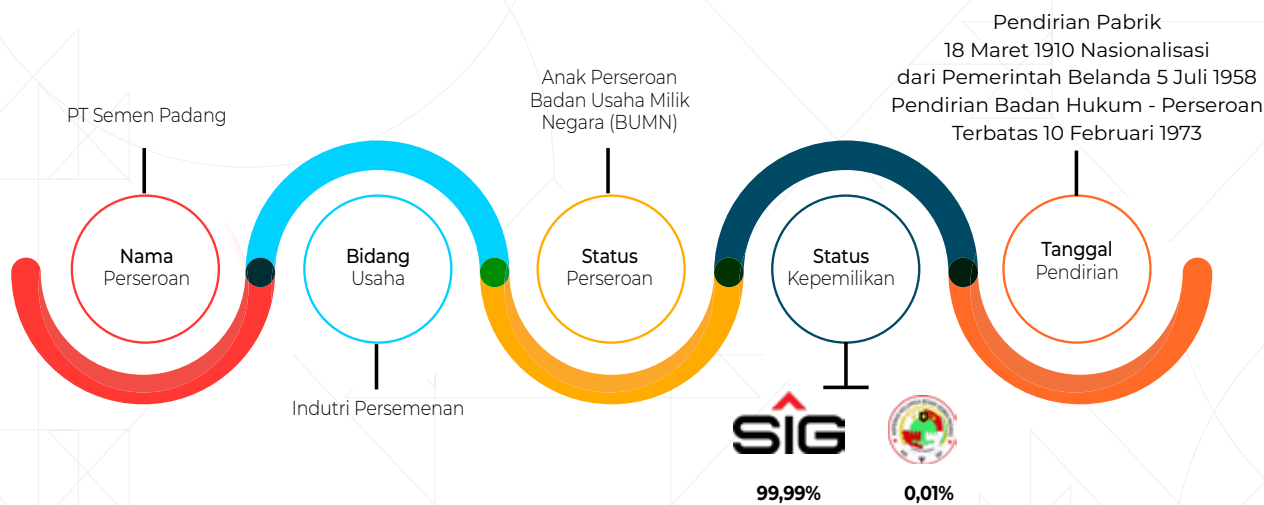 PT Semen Padang
Nama
Perseroan
Bidang
Usaha
Indutri Persemenan
Anak Perseroan
Badan Usaha Milik
Negara (BUMN)
Status
Perseroan
Status
Kepemilikan
SIG
99,99%
0,01%
Pendirian Pabrik
18 Maret 1910 Nasionalisasi
dari Pemerintah Belanda 5 Juli 1958
Pendirian Badan Hukum - Perseroan
Terbatas 10 Februari 1973
Tanggal
Pendirian